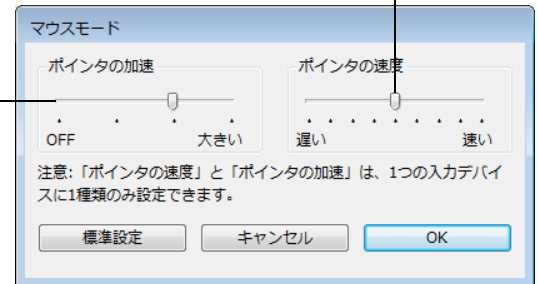 マウスモード
ポインタの加速
ポインタの速度
OFF
大きい
遅い
速い
注意:「ポインタの速度」と「ポインタの加速」は、1つの入力デバイ
スに1種類のみ設定できます。
標準設定
キャンセル
OK